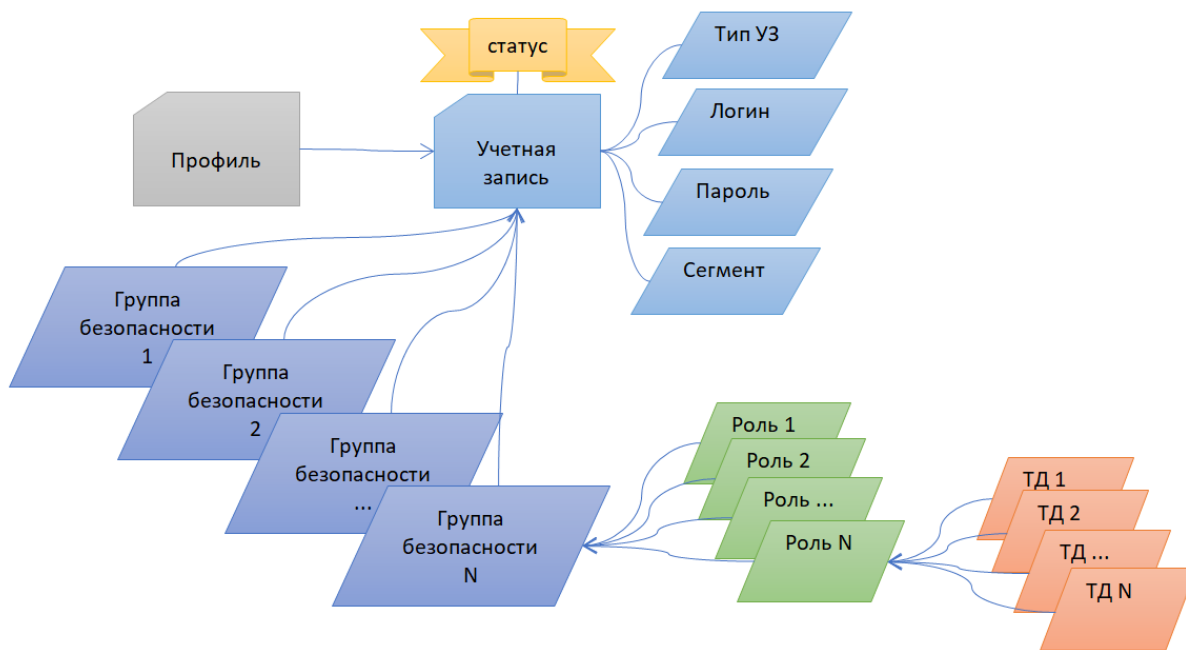 статус
Тип УЗ
Логин
Профиль
Учетная
запись
Пароль
Сегмент
Группа
безопасности
1
Группа
безопасности
2
Группа
безопасности
...
Группа
безопасности
N
Роль 1
Роль 2
Роль ...
Роль N
ТД 1
ТД 2
ТД ...
ТД N